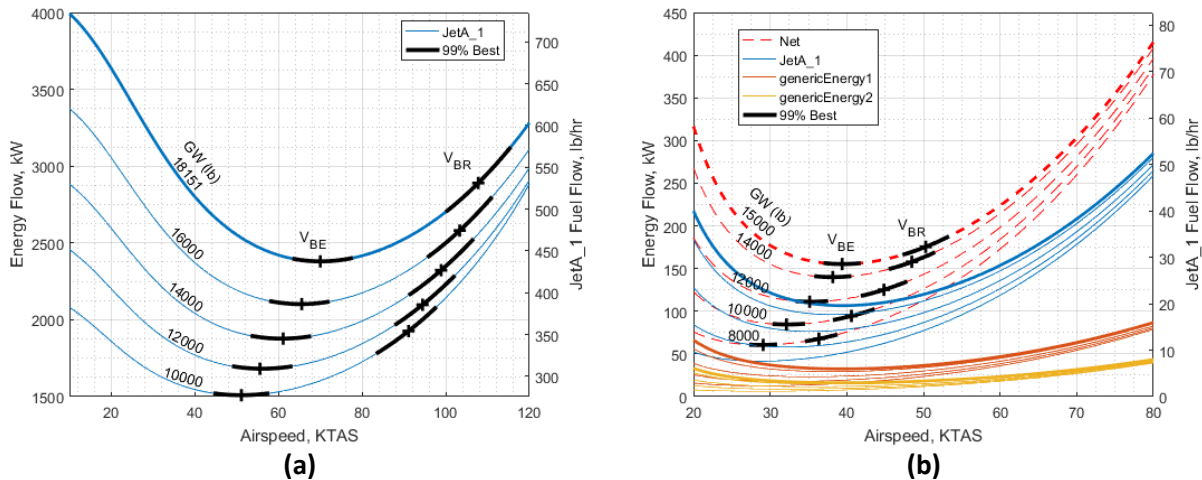 4000
3500
3000
2500
2000
1500
Energy Flow, kW
20
40
60
80
100
120
Airspeed, KTAS
700
650
600
550
500
450
400
350
300
JetA_1 Fuel Flow, lb/hr
JetA_1
99% Best
GW (lb)
18151
16000
14000
12000
10000
V_BE
V_BR
(a)
450
400
350
300
250
200
150
100
50
0
Energy Flow, kW
20
30
40
50
60
70
80
Airspeed, KTAS
80
70
60
50
40
30
20
10
0
JetA_1 Fuel Flow, lb/hr
Net
JetA_1
genericEnergy1
genericEnergy2
99% Best
GW (lb)
15000
14000
12000
10000
8000
V_BE
V_BR
(b)